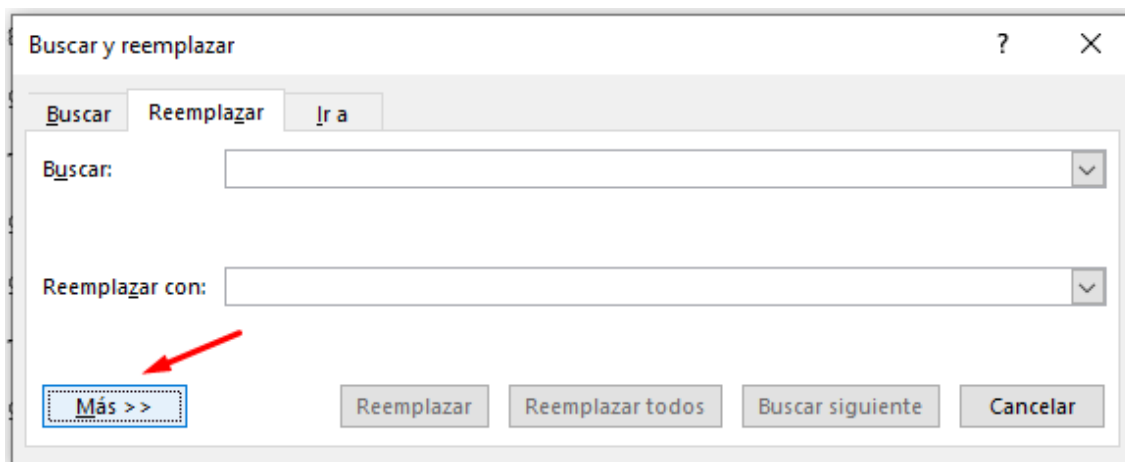 Buscar y reemplazar ?
Buscar Reemplazar Ir a
Buscar:
Reemplazar con:
Más >> Reemplazar Reemplazar todos Buscar siguiente Cancelar